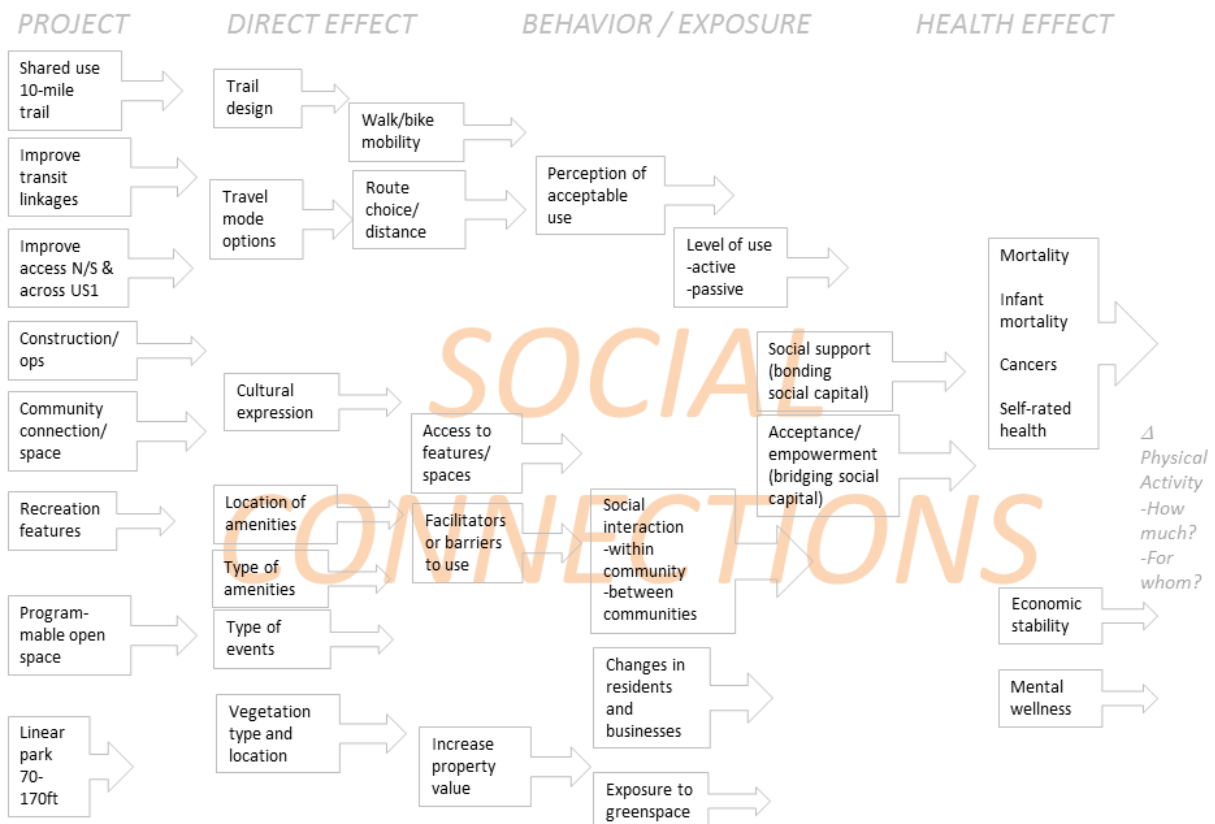 PROJECT
DIRECT EFFECT
BEHAVIOR / EXPOSURE
HEALTH EFFECT
Shared use
10-mile
trail
Improve
transit
linkages
Improve
access N/S &
across US1
Construction/
ops
Community
connection/
space
Recreation
features
Program-
mable open
space
Linear
park
70-
170ft
Trail
design
Travel
mode
options
Cultural
expression
Location of
amenities
Type of
amenities
Type of
events
Vegetation
type and
location
Walk/bike
mobility
Route
choice/
distance
Access to
features/
spaces
Facilitators
or barriers
to use
Increase
property
value
Perception of
acceptable
use
Level of use
-active
-passive
Social
interaction
-within
community
-between
communities
Changes in
residents
and
businesses
Exposure to
greenspace
Social support
(bonding
social capital)
Acceptance/
empowerment
(bridging social
capital)
Mortality
Infant
mortality
Cancers
Self-rated
health
Economic
stability
Mental
wellness
Δ
Physical
Activity
-How
much?
-For
whom?
SOCIAL
CONNECTIONS